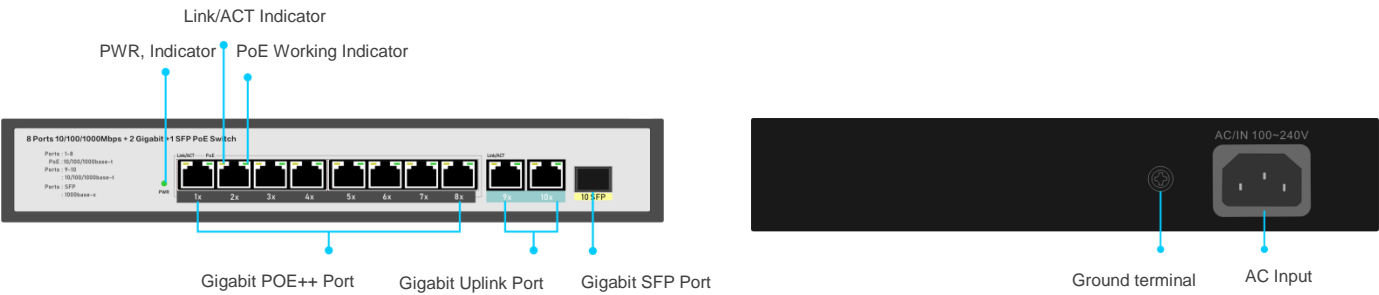 Link/ACT Indicator
PWR, Indicator
PoE Working Indicator
8 Ports 10/100/1000Mbps + 2 Gigabit+1 SFP PoE Switch
Ports : 1-8
PoE : 10/100/1000base-t
Ports : 9-10
: 10/100/1000base-t
Ports : SFP
: 1000base-x
PWR
Link/ACT
PoE
Link/ACT
1x
2x
3x
4x
5x
6x
7x
8x
9x
10x
10 SFP
Gigabit POE++ Port
Gigabit Uplink Port
Gigabit SFP Port
AC/IN 100~240V
Ground terminal
AC Input